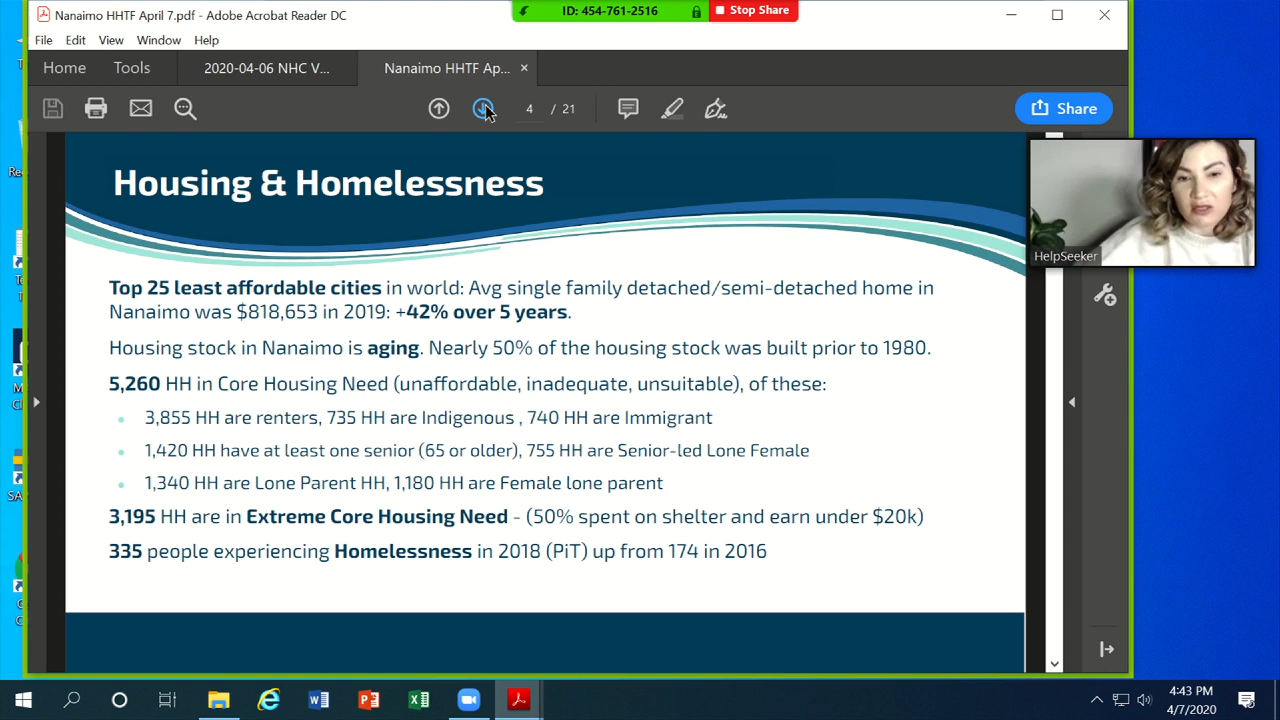 Nanaimo HHTF April 7.pdf - Adobe Acrobat Reader DC
ID: 454-761-2516
Stop Share
File Edit View Window Help
Home Tools 2020-04-06 NHC V... Nanaimo HHTF Ap... ×
4 / 21
Share
Housing & Homelessness
HelpSeeker
Top 25 least affordable cities in world: Avg single family detached/semi-detached home in
Nanaimo was $818,653 in 2019: +42% over 5 years.
Housing stock in Nanaimo is aging. Nearly 50% of the housing stock was built prior to 1980.
5,260 HH in Core Housing Need (unaffordable, inadequate, unsuitable), of these:
• 3,855 HH are renters, 735 HH are Indigenous , 740 HH are Immigrant
• 1,420 HH have at least one senior (65 or older), 755 HH are Senior-led Lone Female
• 1,340 HH are Lone Parent HH, 1,180 HH are Female lone parent
3,195 HH are in Extreme Core Housing Need - (50% spent on shelter and earn under $20k)
335 people experiencing Homelessness in 2018 (PiT) up from 174 in 2016
4:43 PM
4/7/2020